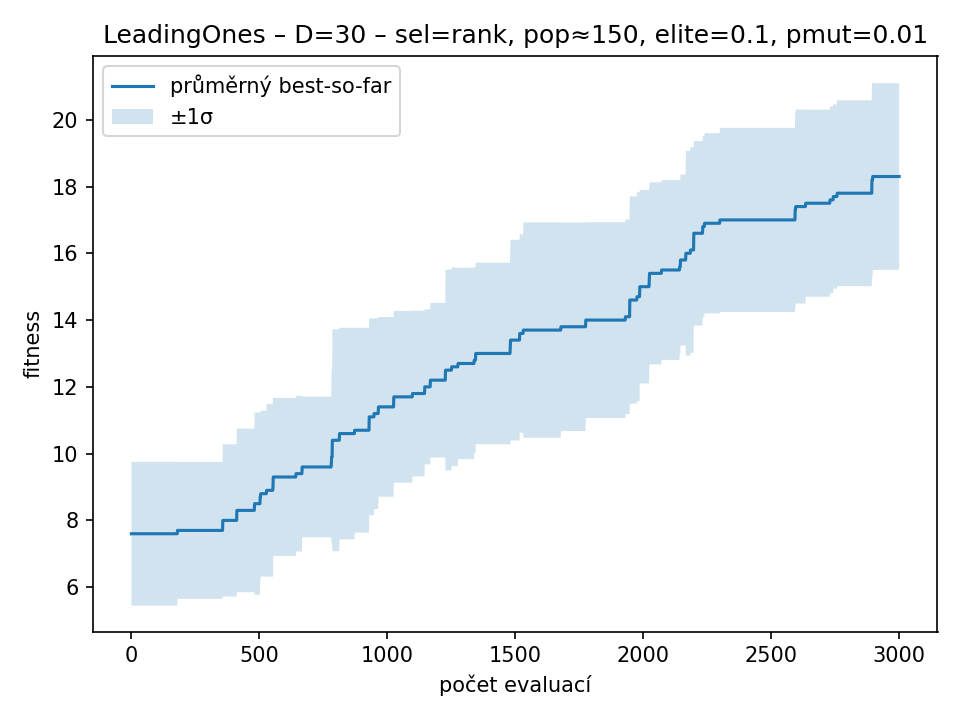 LeadingOnes – D=30 – sel=rank, pop≈150, elite=0.1, pmut=0.01
průměrný best-so-far
±1σ
fitness
20
18
16
14
12
10
8
6
0 500 1000 1500 2000 2500 3000
počet evaluací